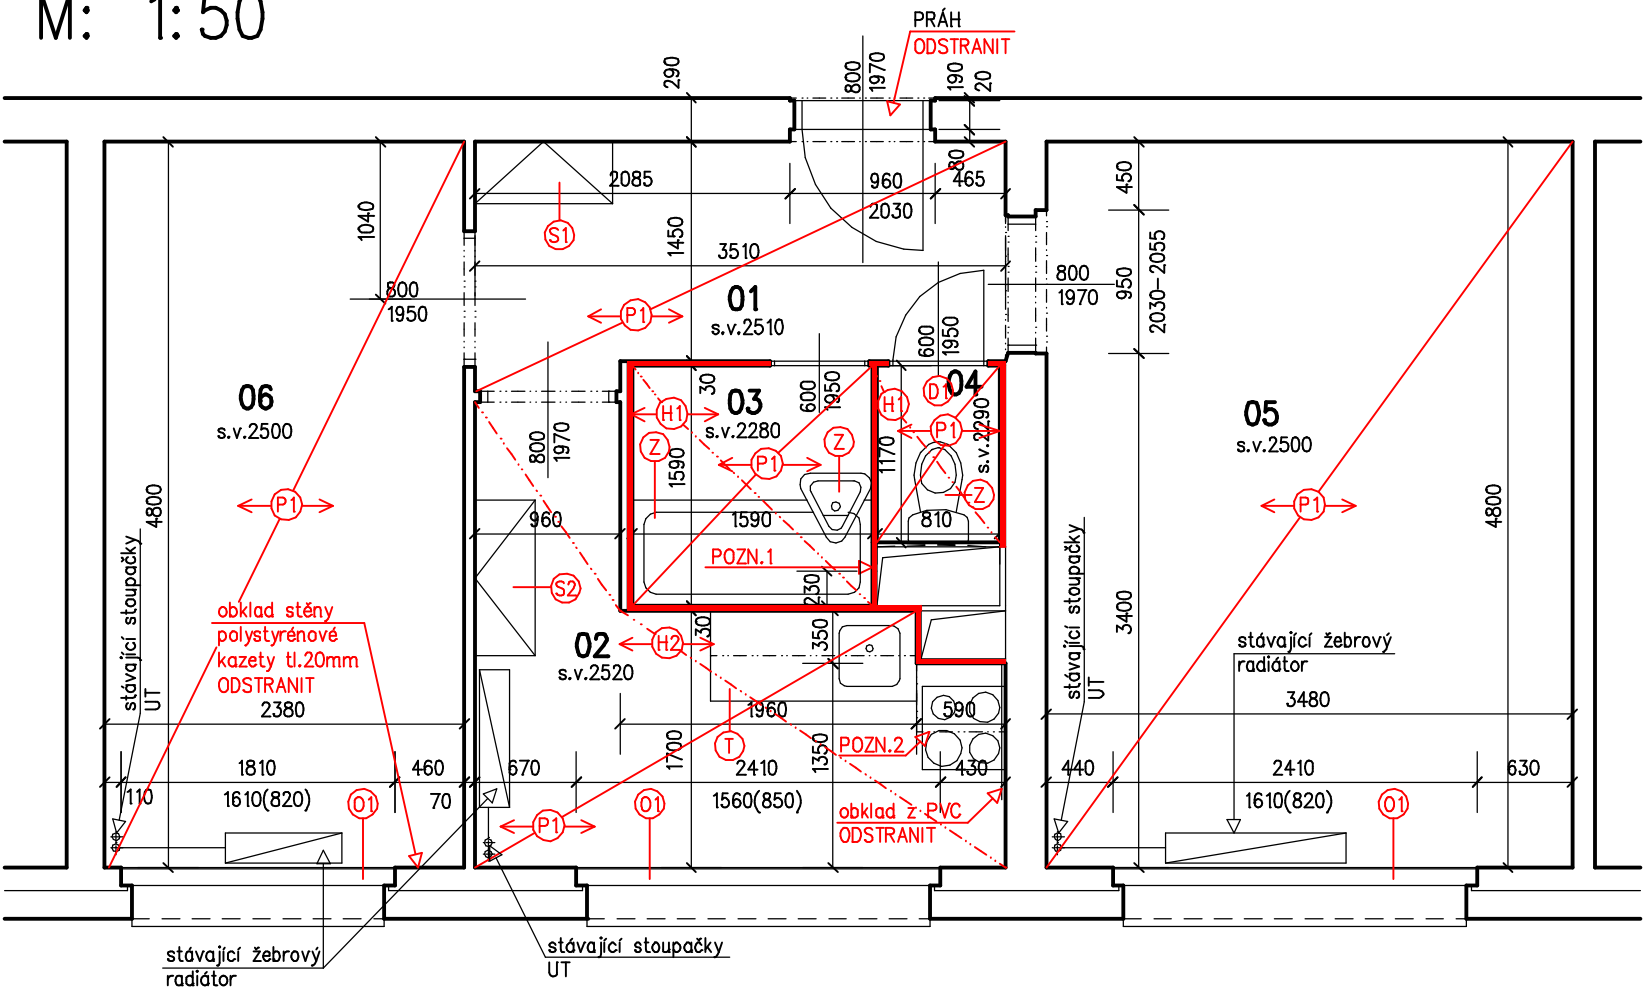 M: 1:50
PRÁH
ODSTRANIT
290
800
1970
190
20
2085
960
465
80
2030
450
1040
S1
1450
3510
800
1950
01
s.v.2510
P1
600
1950
800
1970
950
2030-2055
06
s.v.2500
800
1970
30
03
s.v.2280
600
1950
H1
Z
Z
P1
1590
04
D1
H1
P1
s.v.2290
1170
Z
05
s.v.2500
P1
4800
P1
4800
960
1590
810
POZN.1
230
S2
stávající stoupačky
UT
obklad stěny
polystyrénové
kazety tl.20mm
ODSTRANIT
02
s.v.2520
H2
30
350
3400
stávající stoupačky
UT
stávající žebrový
radiátor
2380
1960
590
3480
T
1700
1350
POZN.2
1810
460
670
2410
430
440
2410
630
110
1610(820)
70
1560(850)
1610(820)
O1
O1
O1
P1
obklad z PVC
ODSTRANIT
stávající žebrový
radiátor
stávající stoupačky
UT